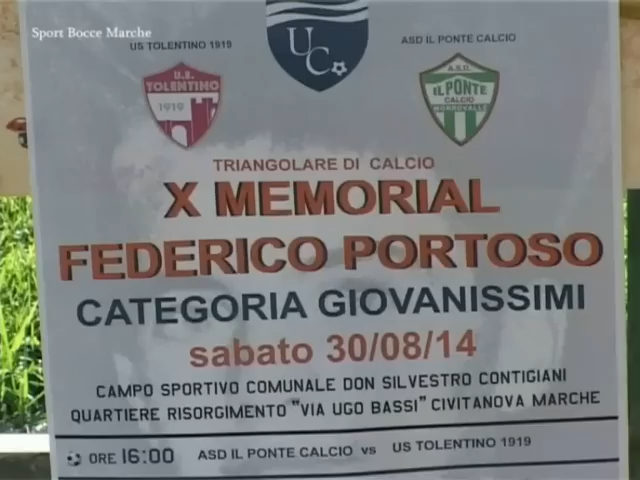 Sport Bocce Marche
UC
US TOLENTINO 1919
ASD IL PONTE CALCIO
U.S. TOLENTINO
1919
A.S.D.
IL PONTE
CALCIO
MORROVALLE
TRIANGOLARE DI CALCIO
X MEMORIAL
FEDERICO PORTOSO
CATEGORIA GIOVANISSIMI
sabato 30/08/14
CAMPO SPORTIVO COMUNALE DON SILVESTRO CONTIGIANI
QUARTIERE RISORGIMENTO "VIA UGO BASSI" CIVITANOVA MARCHE
ORE 16:00 ASD IL PONTE CALCIO vs US TOLENTINO 1919